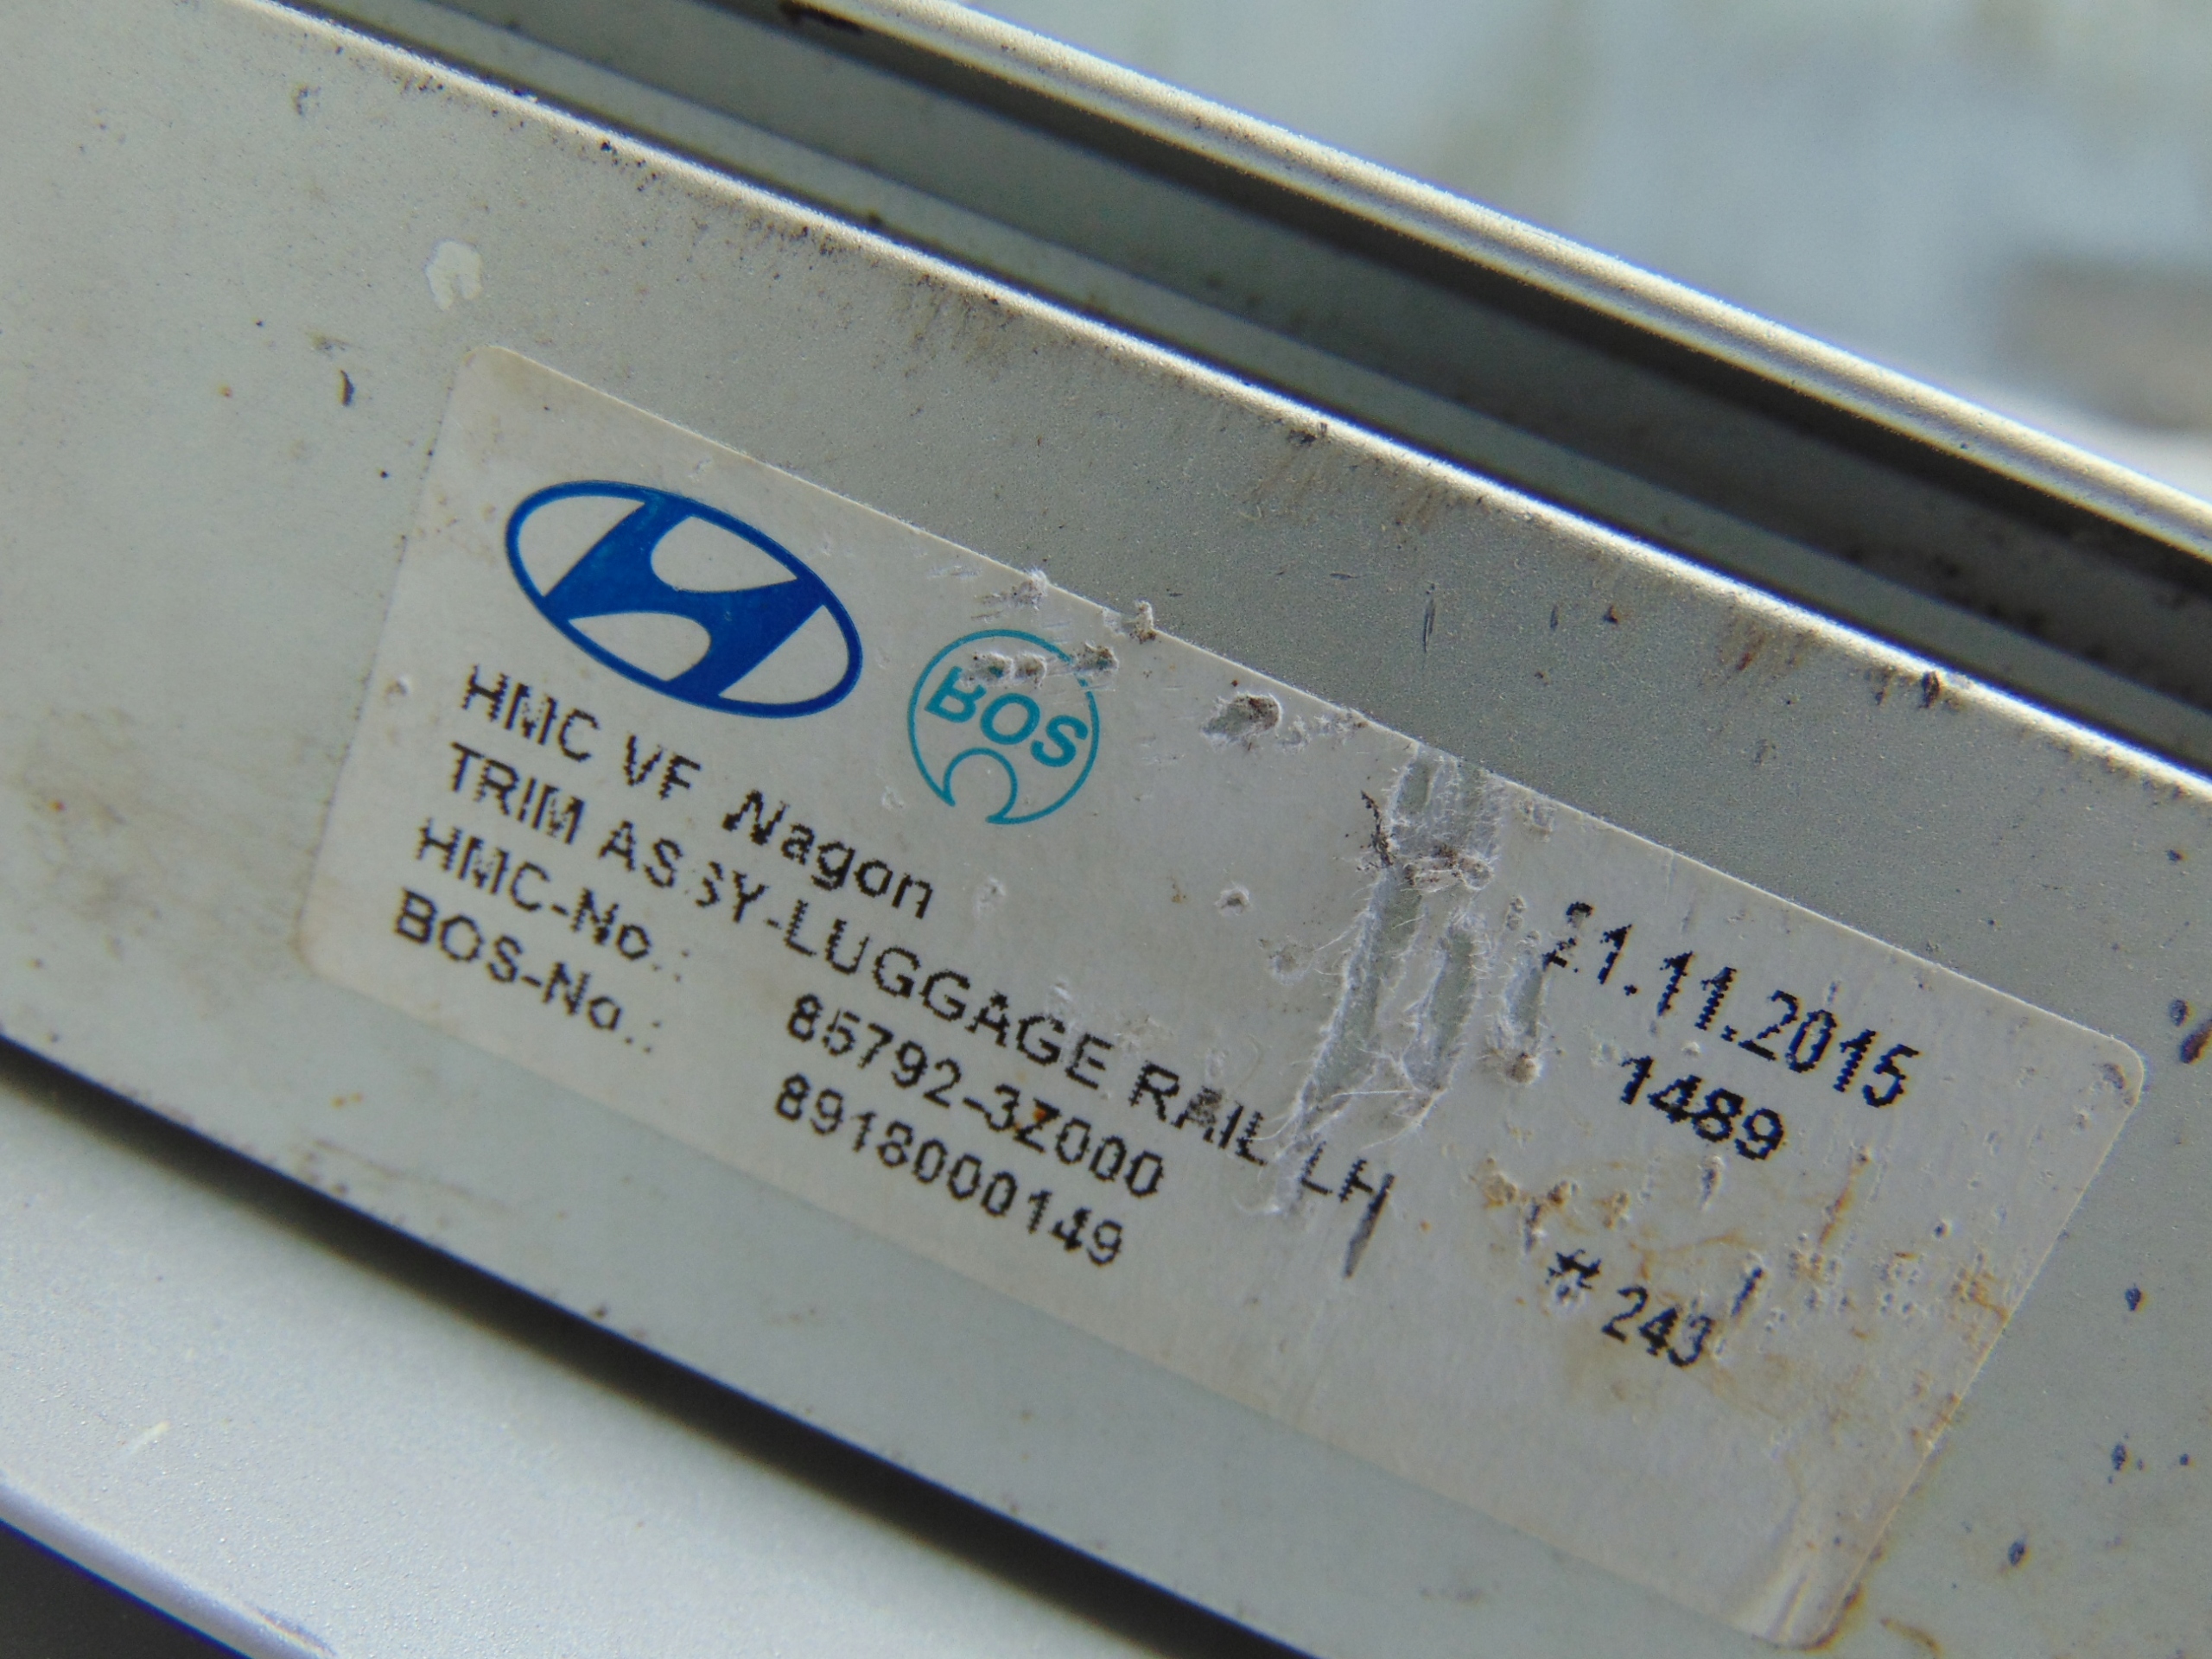 BOS
HMC VF Wagon
21.11.2015
TRIM ASSY-LUGGAGE RAIL LH
1489
HMC-No.: 85792-3Z000
BOS-No.: 8918000149
# 243